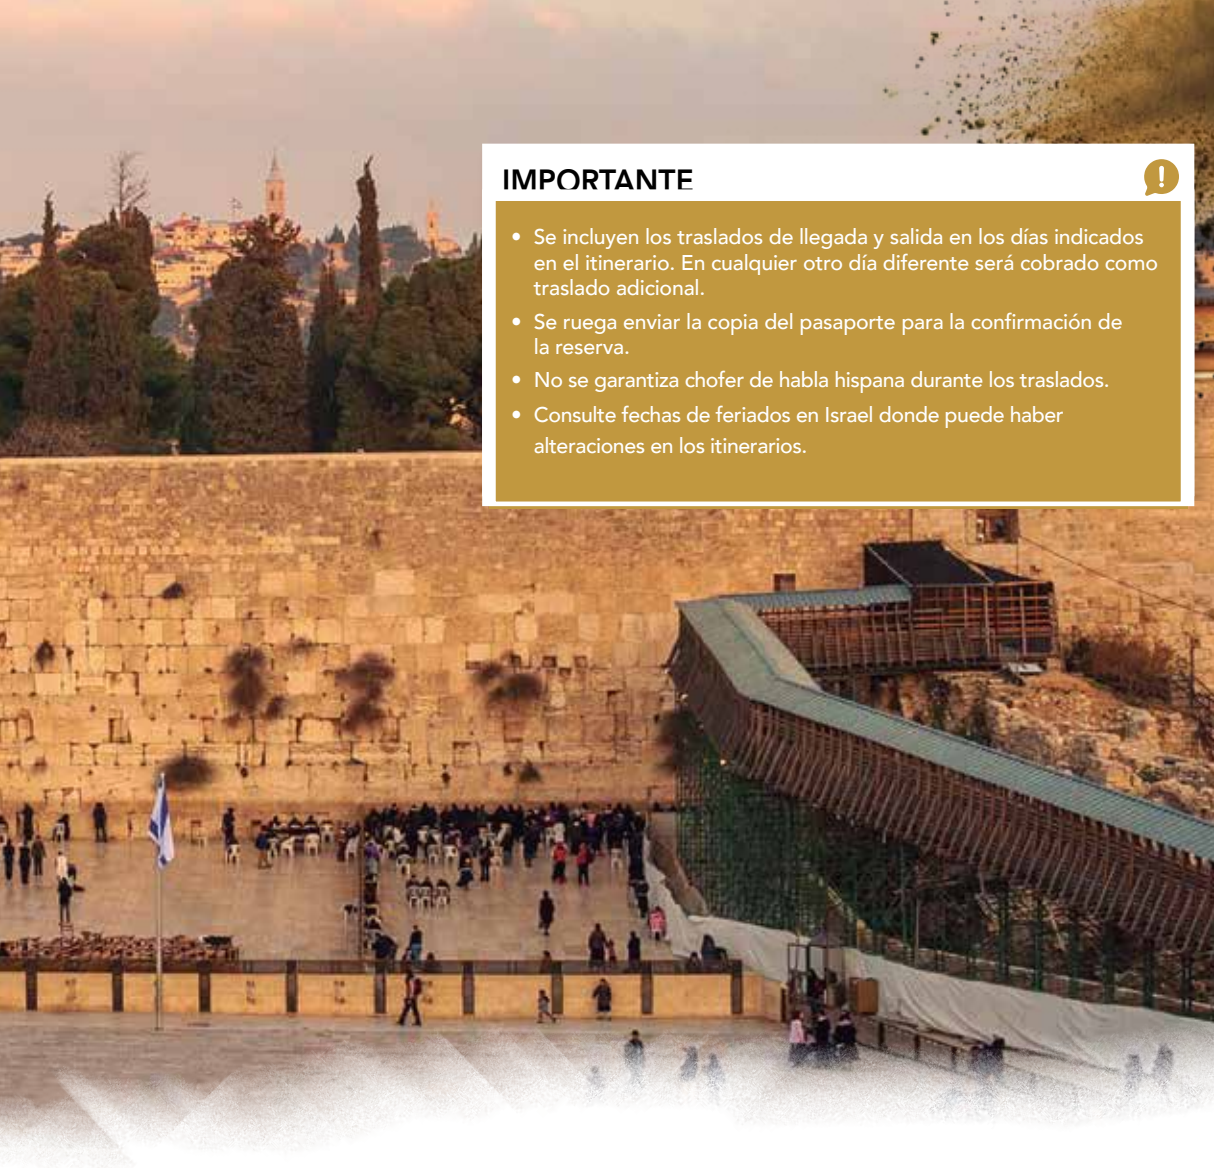 IMPORTANTE
• Se incluyen los traslados de llegada y salida en los días indicados
en el itinerario. En cualquier otro día diferente será cobrado como
traslado adicional.
• Se ruega enviar la copia del pasaporte para la confirmación de
la reserva.
• No se garantiza chofer de habla hispana durante los traslados.
• Consulte fechas de feriados en Israel donde puede haber
alteraciones en los itinerarios.